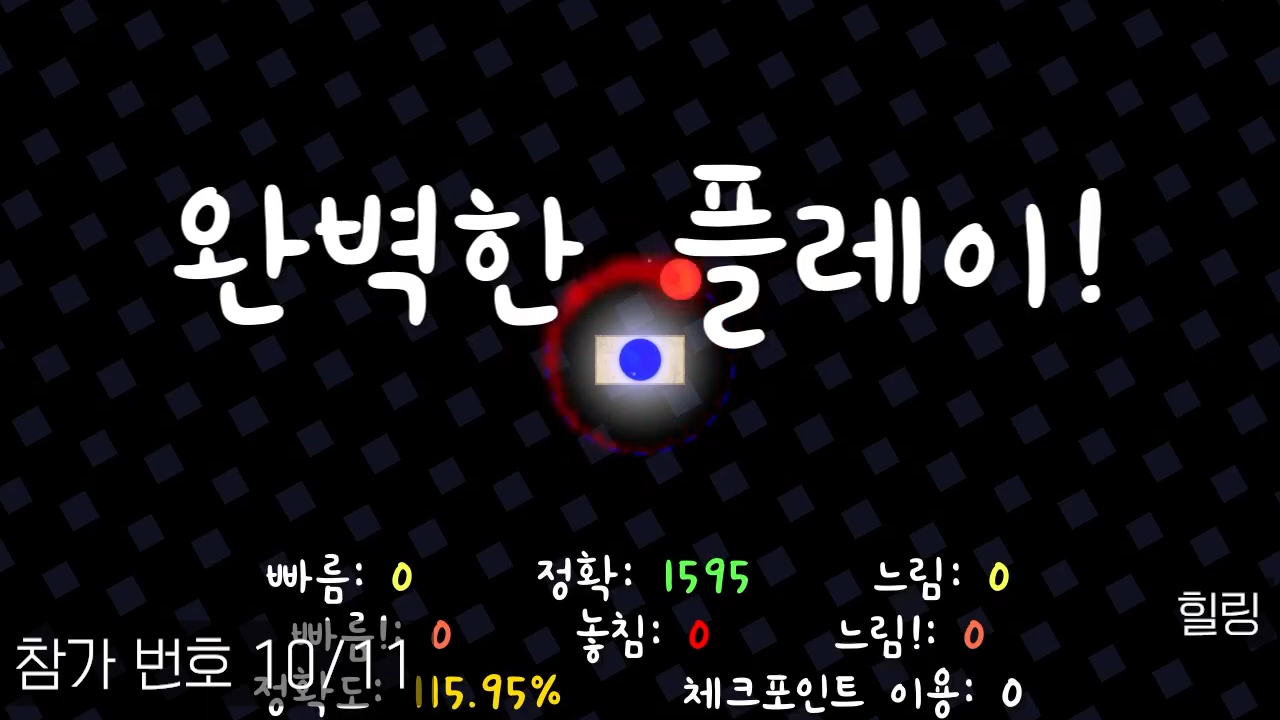 완벽한 플레이!
빠름: 0 정확: 1595 느림: 0
빠름!: 0 놓침: 0 느림!: 0
정확도: 115.95% 체크포인트 이용: 0
힐링
참가 번호 10/11